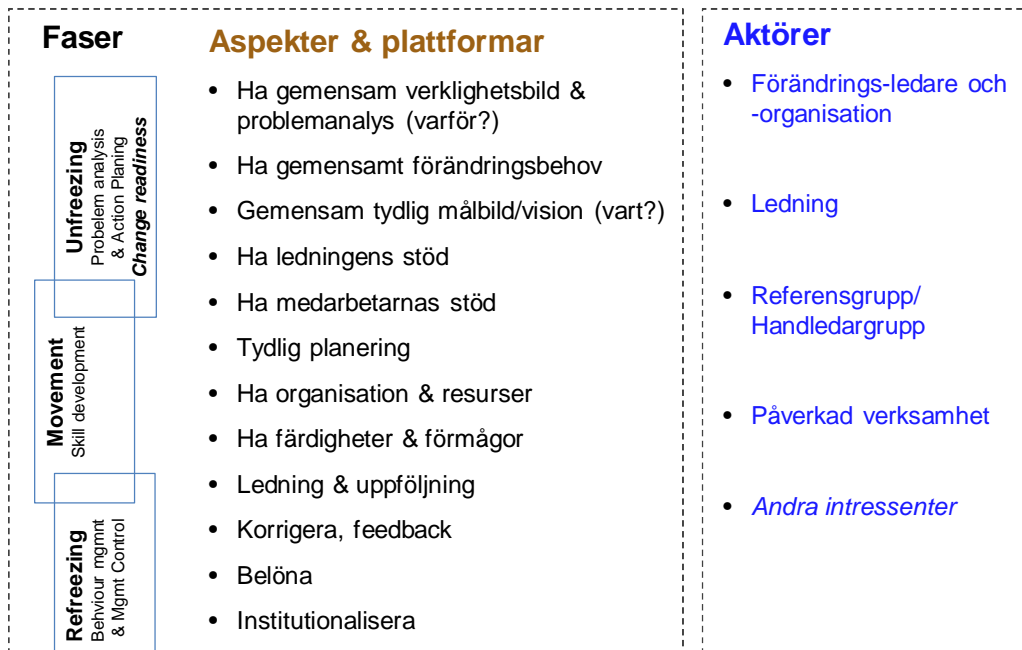 Faser
Unfreezing
Probelem analysis
& Action Planing
Change readiness
Movement
Skill development
Refreezing
Behviour mgmnt
& Mgmt Control
Aspekter & plattformar
• Ha gemensam verklighetsbild &
problemanalys (varför?)
• Ha gemensamt förändringsbehov
• Gemensam tydlig målbild/vision (vart?)
• Ha ledningens stöd
• Ha medarbetarnas stöd
• Tydlig planering
• Ha organisation & resurser
• Ha färdigheter & förmågor
• Ledning & uppföljning
• Korrigera, feedback
• Belöna
• Institutionalisera
Aktörer
• Förändrings-ledare och
-organisation
• Ledning
• Referensgrupp/
Handledargrupp
• Påverkad verksamhet
• Andra intressenter